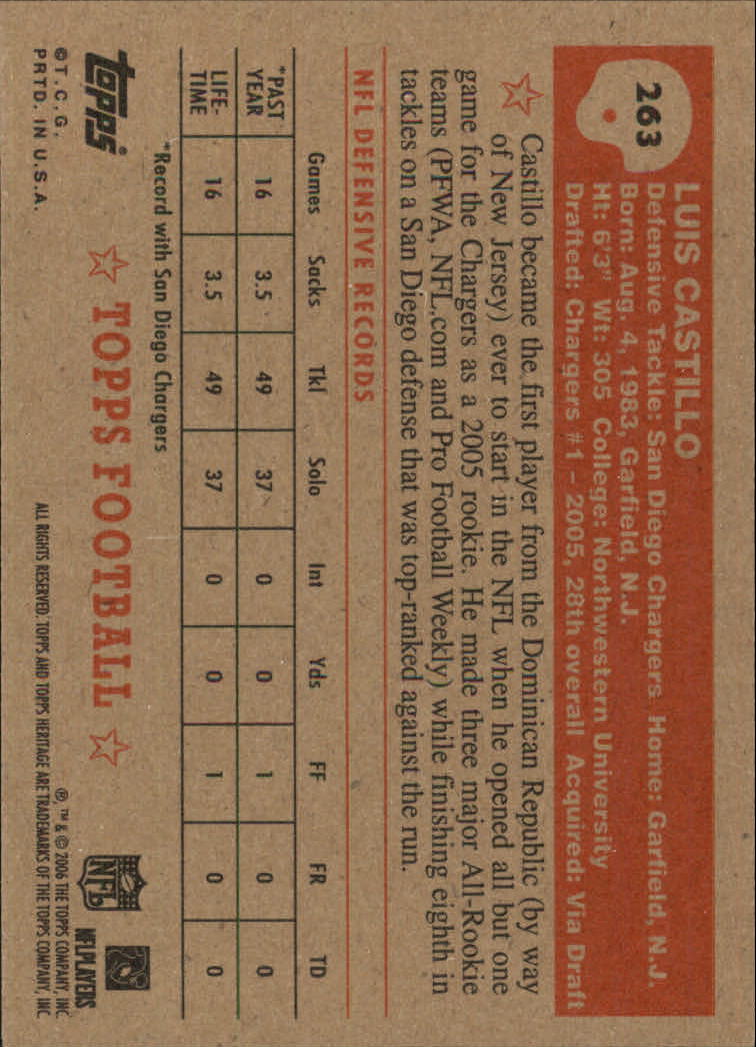 263
LUIS CASTILLO
Defensive Tackle: San Diego Chargers Home: Garfield, N.J.
Born: Aug. 4, 1983, Garfield, N.J.
Ht: 6'3" Wt: 305 College: Northwestern University
Drafted: Chargers #1 - 2005, 28th overall Acquired: Via Draft
Castillo became the first player from the Dominican Republic (by way
of New Jersey) ever to start in the NFL when he opened all but one
game for the Chargers as a 2005 rookie. He made three major All-Rookie
teams (PFWA, NFL.com and Pro Football Weekly) while finishing eighth in
tackles on a San Diego defense that was top-ranked against the run.
NFL DEFENSIVE RECORDS
Games Sacks Tkl Solo Int Yds FF FR TD
*PAST YEAR 16 3.5 49 37 0 0 1 0 0
LIFE-TIME 16 3.5 49 37 0 0 1 0 0
*Record with San Diego Chargers
topps®
TOPPS FOOTBALL
NFL
NFLPLAYERS
©T.C.G.
PRTD. IN U.S.A.
®, ™ & © 2006 THE TOPPS COMPANY, INC
ALL RIGHTS RESERVED. TOPPS AND TOPPS HERITAGE ARE TRADEMARKS OF THE TOPPS COMPANY, INC